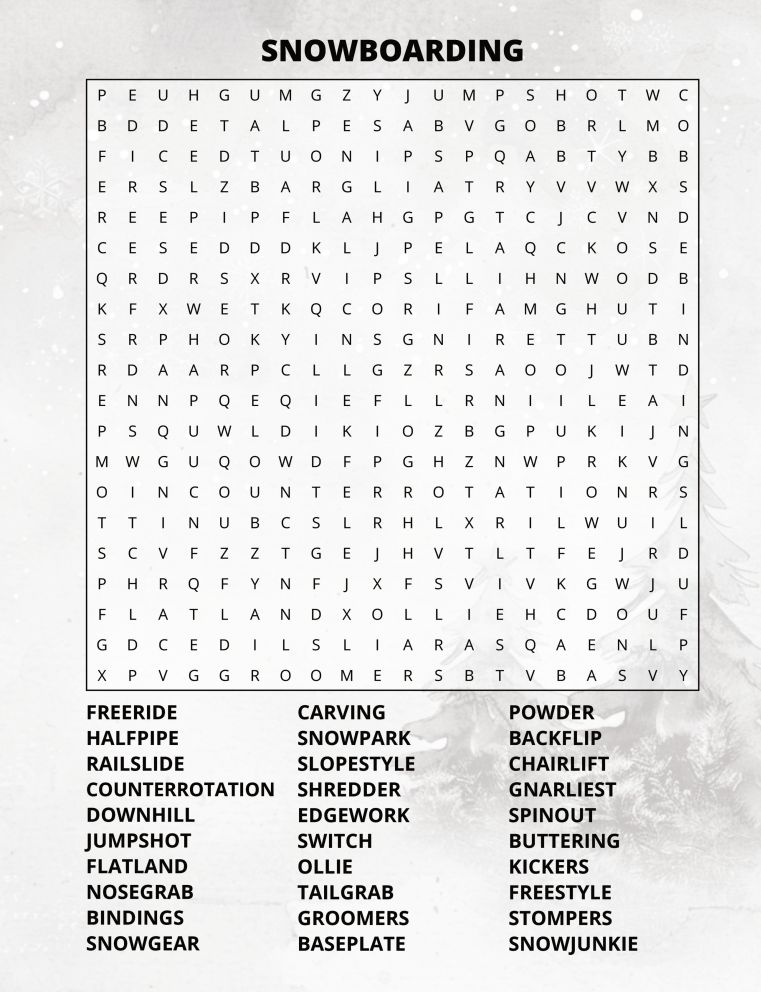 SNOWBOARDING
P E U H G U M G Z Y J U M P S H O T W C
B D D E T A L P E S A B V G O B R L M O
F I C E D T U O N I P S P Q A B T Y B B
E R S L Z B A R G L I A T R Y V V W X S
R E E P I P F L A H G P G T C J C V N D
C E S E D D D K L J P E L A Q C K O S E
Q R D R S X R V I P S L L I H N W O D B
K F X W E T K Q C O R I F A M G H U T I
S R P H O K Y I N S G N I R E T T U B N
R D A A R P C L L G Z R S A O O J W T D
E N N P Q E Q I E F L L R N I I L E A I
P S Q U W L D I K I O Z B G P U K I J N
M W G U Q O W D F P G H Z N W P R K V G
O I N C O U N T E R R O T A T I O N R S
T T I N U B C S L R H L X R I L W U I L
S C V F Z Z T G E J H V T L T F E J R D
P H R Q F Y N F J X F S V I V K G W J U
F L A T L A N D X O L L I E H C D O U F
G D C E D I L S L I A R A S Q A E N L P
X P V G G R O O M E R S B T V B A S V Y
FREERIDE CARVING POWDER
HALFPIPE SNOWPARK BACKFLIP
RAILSLIDE SLOPESTYLE CHAIRLIFT
COUNTERROTATION SHREDDER GNARLIEST
DOWNHILL EDGEWORK SPINOUT
JUMPSHOT SWITCH BUTTERING
FLATLAND OLLIE KICKERS
NOSEGRAB TAILGRAB FREESTYLE
BINDINGS GROOMERS STOMPERS
SNOWGEAR BASEPLATE SNOWJUNKIE